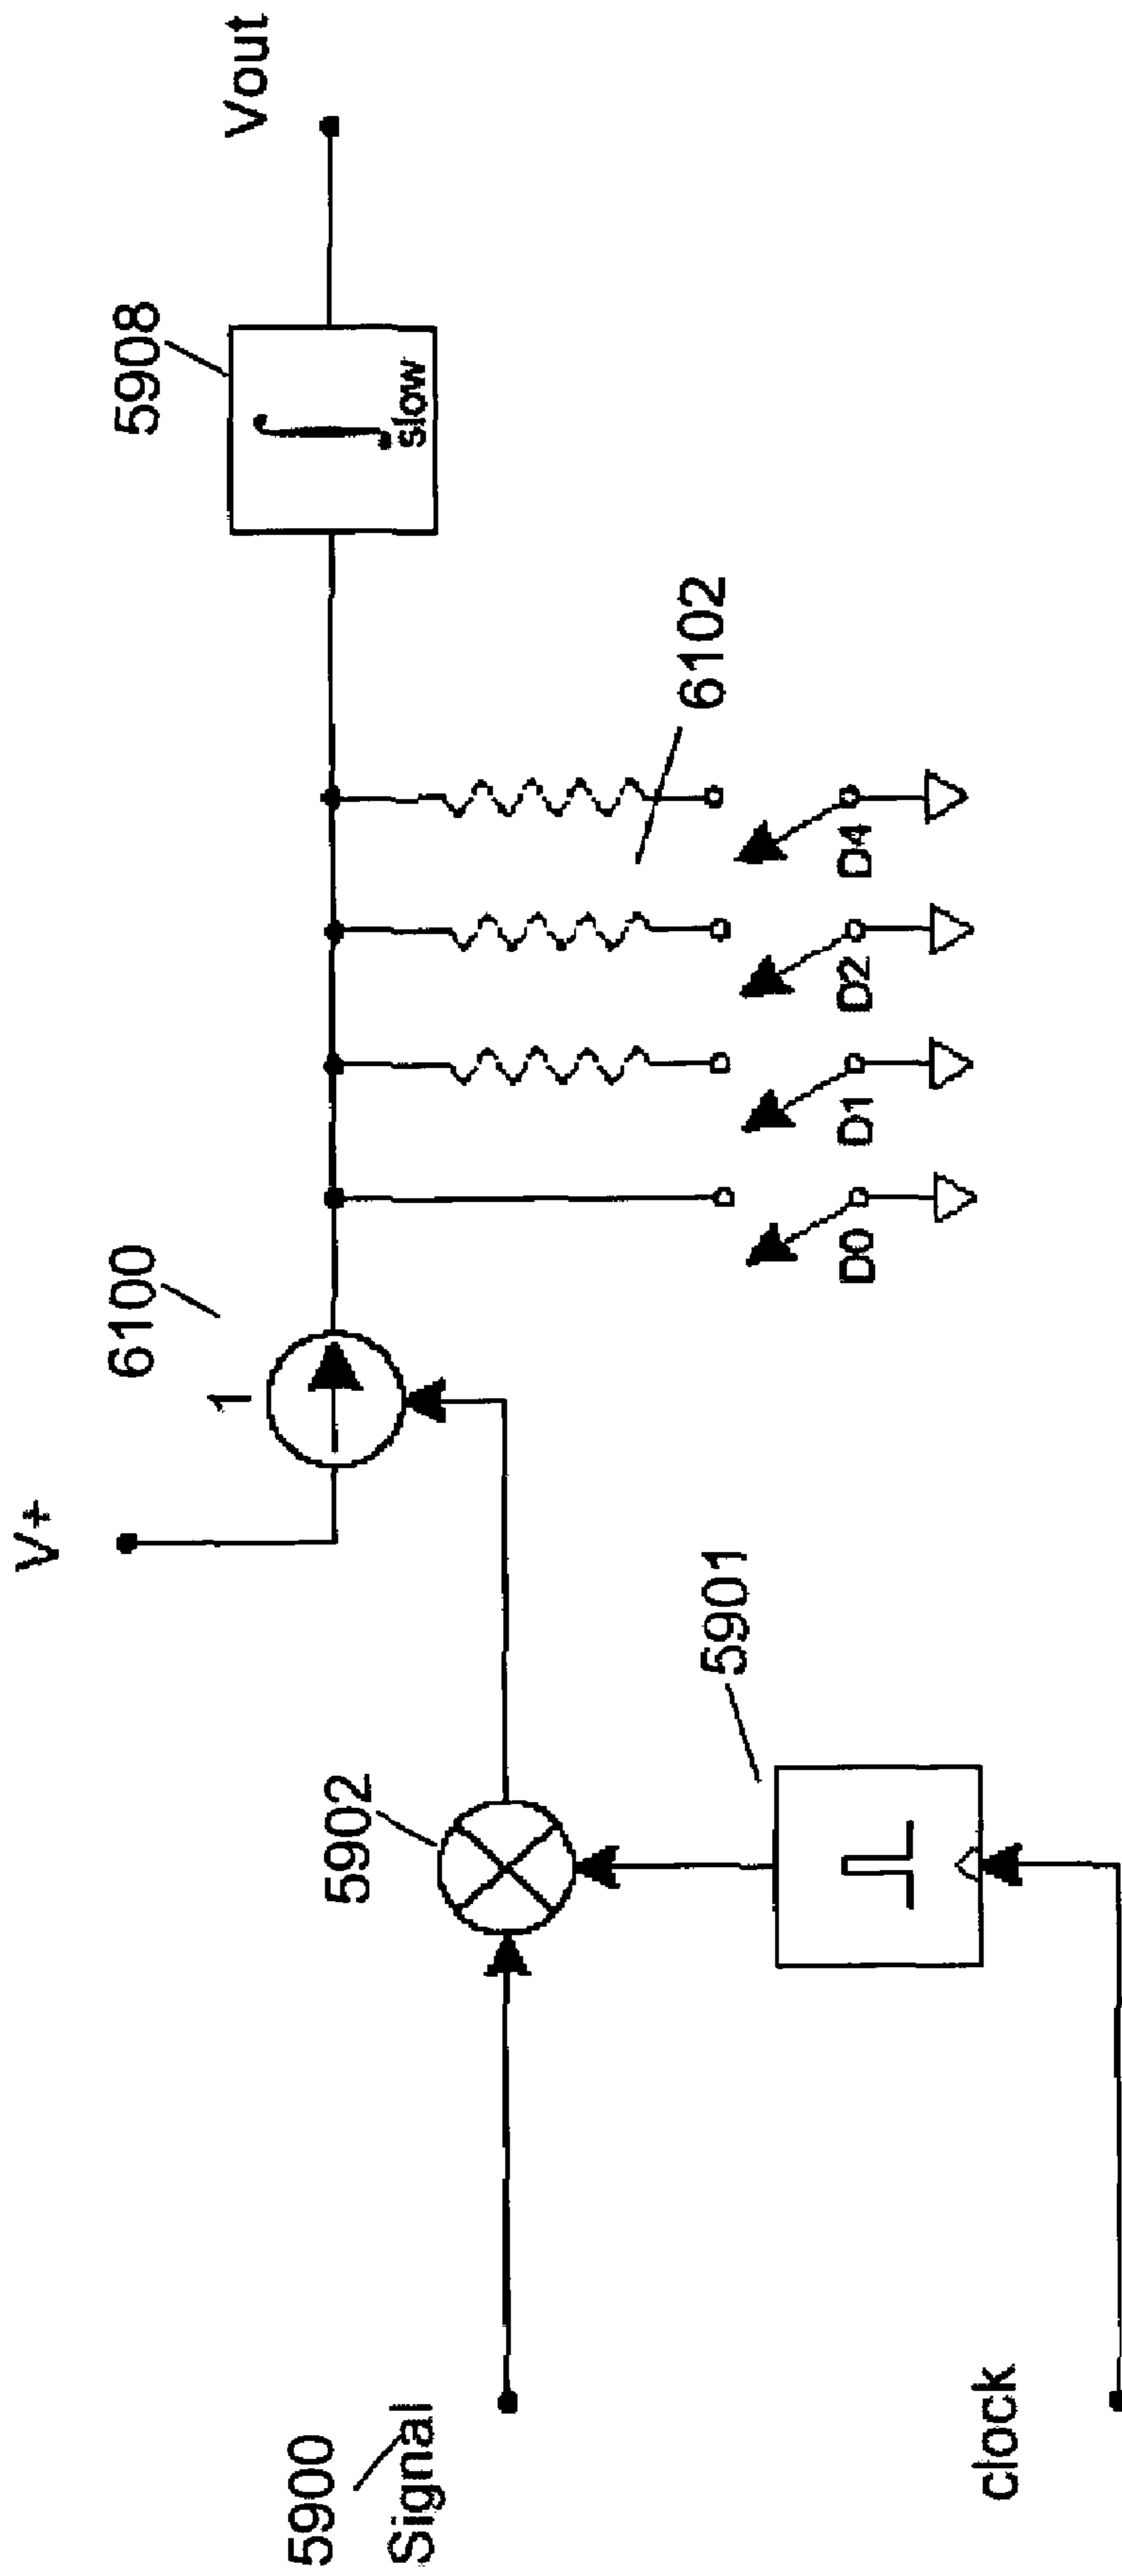 V+
6100
1
5908
Vout
5900
Signal
5902
5901
6102
D0
D1
D2
D4
slow
clock